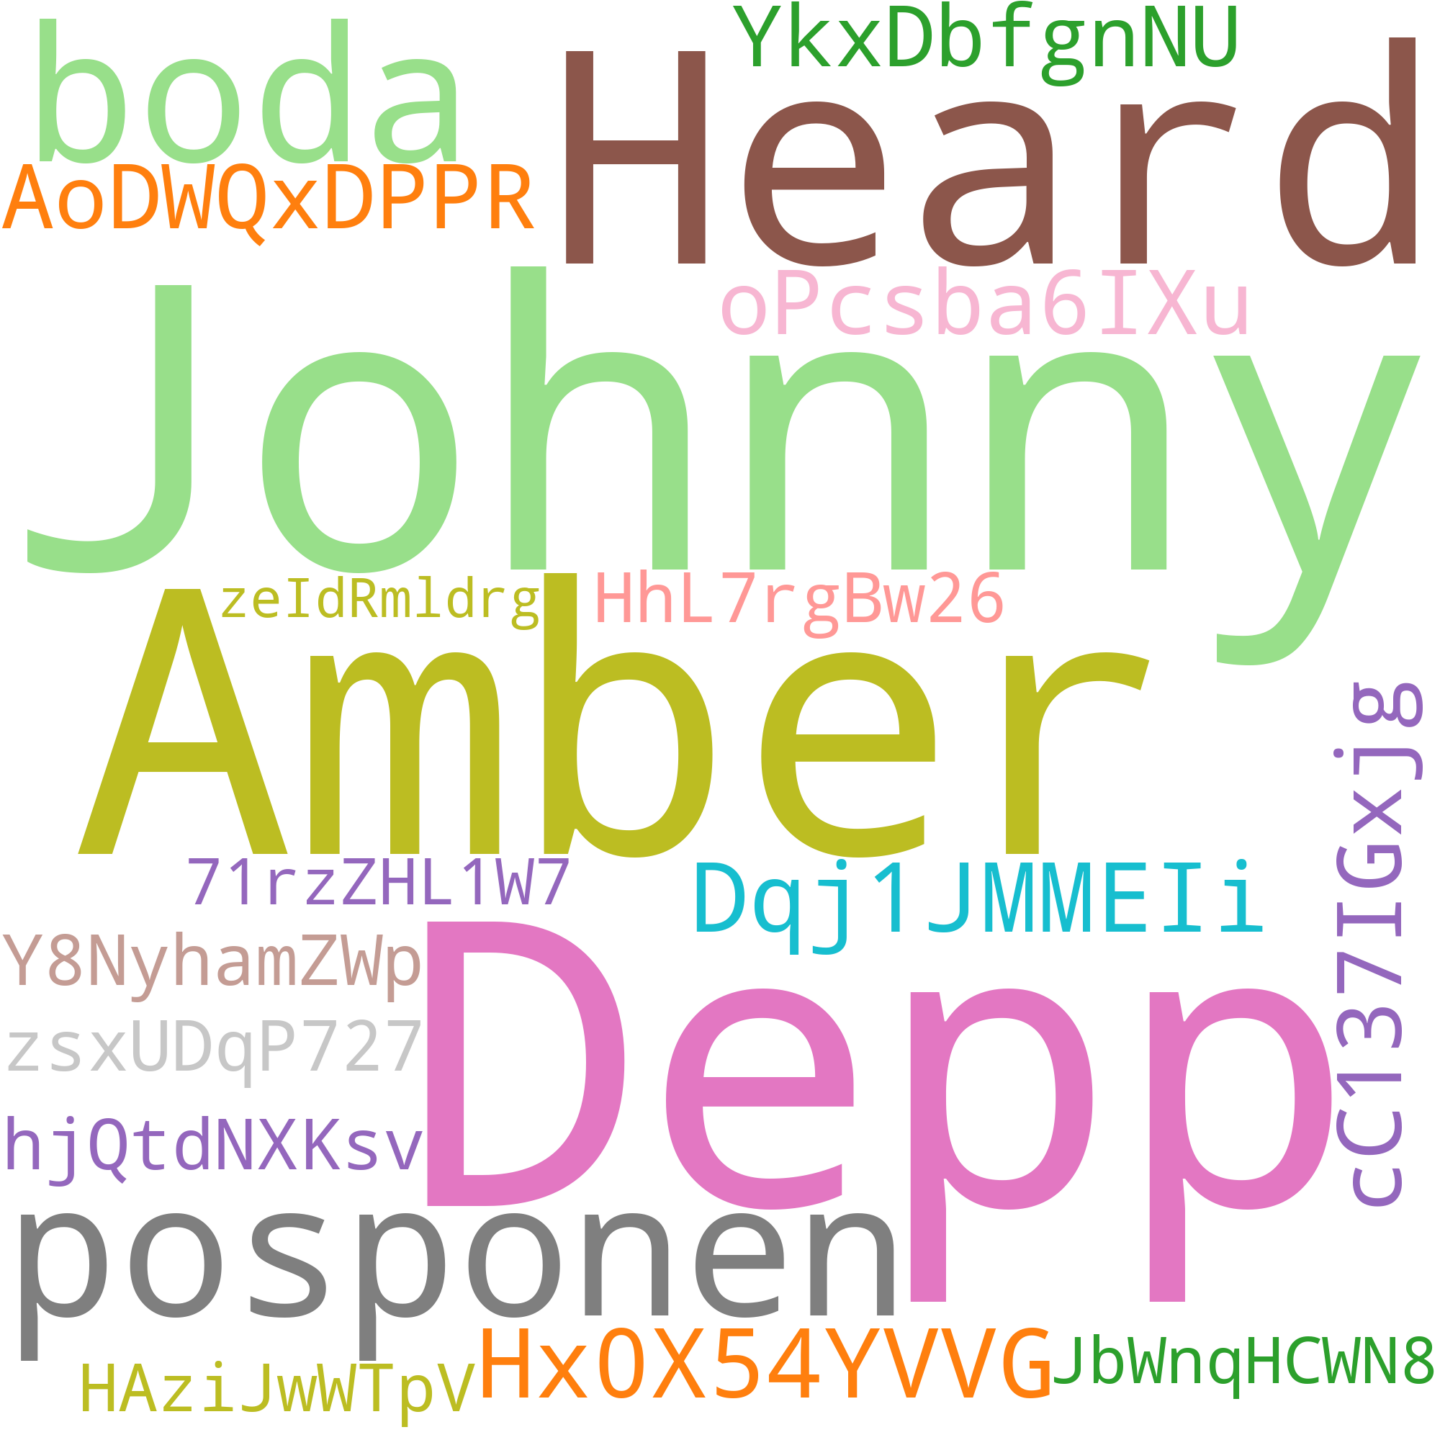 YkxDbfgnNU
boda
Heard
AoDWQxDPPR
oPcsba6IXu
Johnny
zeIdRmldrg
HhL7rgBw26
Amber
cC137IGxjg
71rzZHL1W7
Dqj1JMMEIi
Y8NyhamZWp
Depp
zsxUDqP727
hjQtdNXKsv
posponen
Hx0X54YVVG
JbWnqHCWN8
HAziJwWTpV